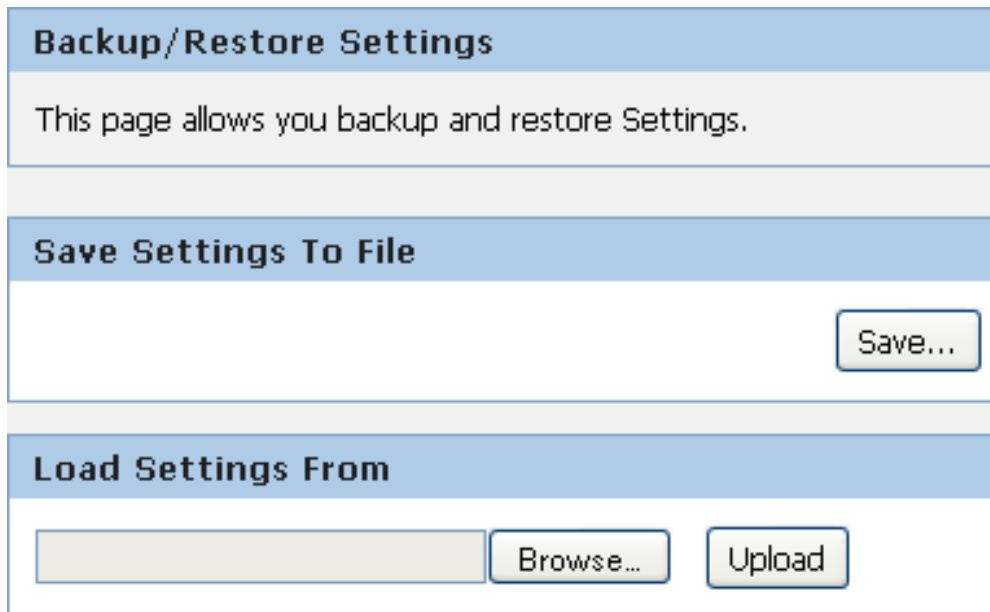 Backup/Restore Settings
This page allows you backup and restore Settings.
Save Settings To File
Save...
Load Settings From
Browse... Upload